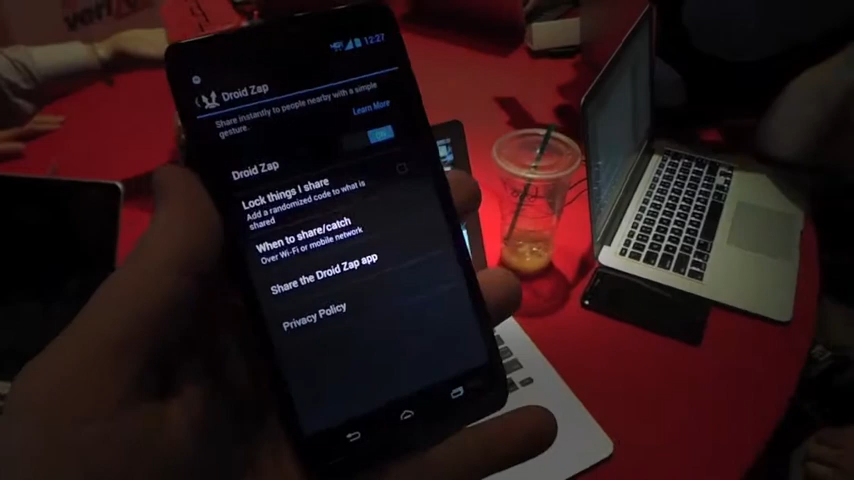 12:27
Droid Zap
Share instantly to people nearby with a simple
gesture.
Learn More
Droid Zap
ON
Lock things I share
Add a randomized code to what is
shared
When to share/catch
Over Wi-Fi or mobile network
Share the Droid Zap app
Privacy Policy